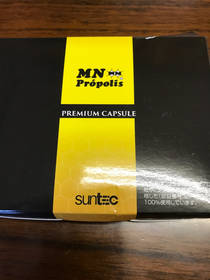 MN
Própolis
PREMIUM CAPSULE
suntec
100%使用しています。